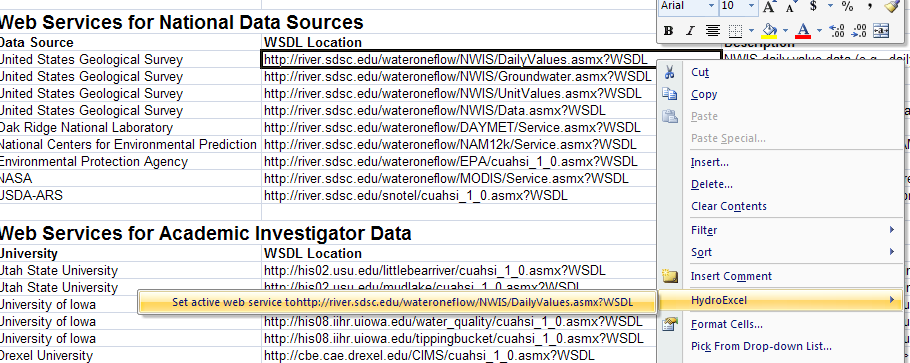 Web Services for National Data Sources
Arial 10 A A $ % ,
B I A .00 .0
Data Source WSDL Location Description
United States Geological Survey http://river.sdsc.edu/wateroneflow/NWIS/DailyValues.asmx?WSDL NWIS daily value data (e.g., dail
United States Geological Survey http://river.sdsc.edu/wateroneflow/NWIS/Groundwater.asmx?WSDL
United States Geological Survey http://river.sdsc.edu/wateroneflow/NWIS/UnitValues.asmx?WSDL
United States Geological Survey http://river.sdsc.edu/wateroneflow/NWIS/Data.asmx?WSDL
Oak Ridge National Laboratory http://river.sdsc.edu/wateroneflow/DAYMET/Service.asmx?WSDL
National Centers for Environmental Prediction http://river.sdsc.edu/wateroneflow/NAM12k/Service.asmx?WSDL
Environmental Protection Agency http://river.sdsc.edu/wateroneflow/EPA/cuahsi_1_0.asmx?WSDL
NASA http://river.sdsc.edu/wateroneflow/MODIS/Service.asmx?WSDL
USDA-ARS http://river.sdsc.edu/snotel/cuahsi_1_0.asmx?WSDL
Web Services for Academic Investigator Data
University WSDL Location
Utah State University http://his02.usu.edu/littlebearriver/cuahsi_1_0.asmx?WSDL
Utah State University http://his02.usu.edu/mudlake/cuahsi_1_0.asmx?WSDL
University of Iowa
Set active web service tohttp://river.sdsc.edu/wateroneflow/NWIS/DailyValues.asmx?WSDL
University of Iowa http://his08.iihr.uiowa.edu/water_quality/cuahsi_1_0.asmx?WSDL
University of Iowa http://his08.iihr.uiowa.edu/tippingbucket/cuahsi_1_0.asmx?WSDL
Drexel University http://cbe.cae.drexel.edu/CIMS/cuahsi_1_0.asmx?WSDL
Cut
Copy
Paste
Paste Special...
Insert...
Delete...
Clear Contents
Filter
Sort
Insert Comment
HydroExcel
Format Cells...
Pick From Drop-down List...